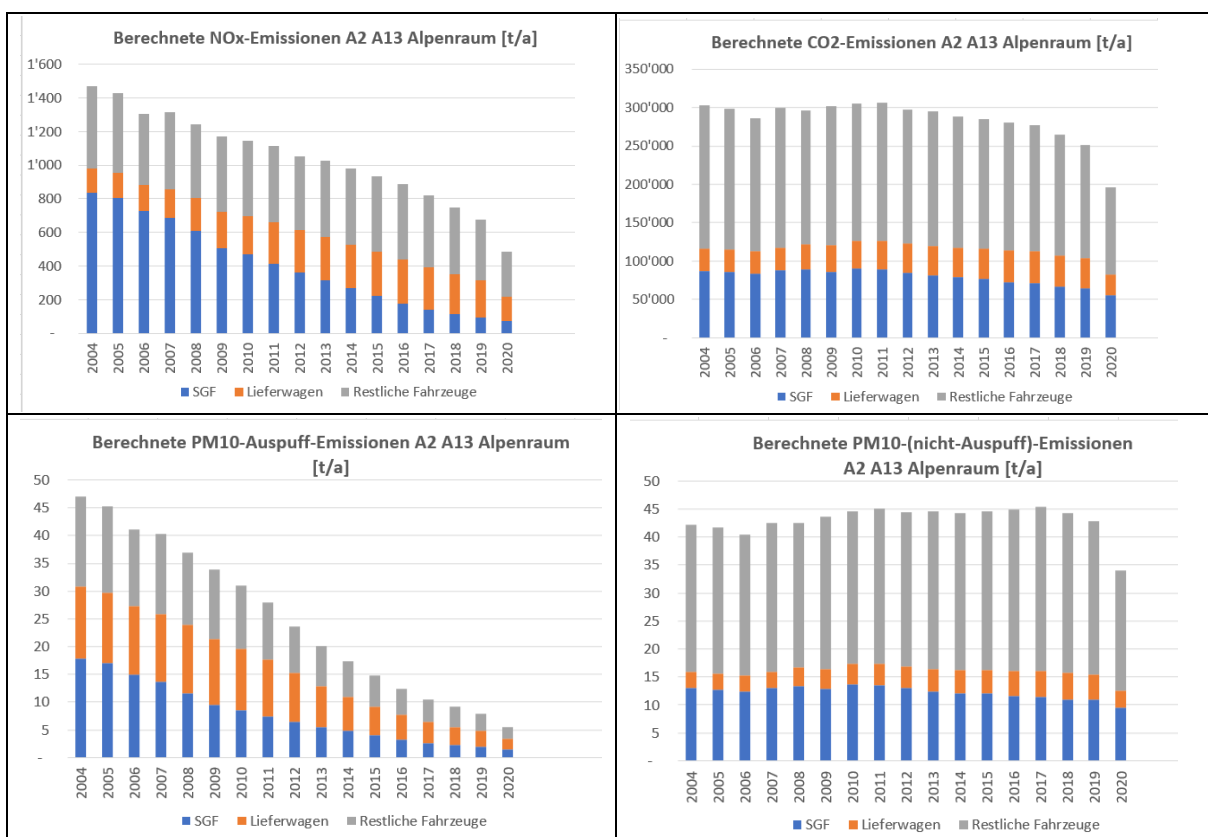 Berechnete NOx-Emissionen A2 A13 Alpenraum [t/a]
1'600
1'400
1'200
1'000
800
600
400
200
-
2004 2005 2006 2007 2008 2009 2010 2011 2012 2013 2014 2015 2016 2017 2018 2019 2020
SGF Lieferwagen Restliche Fahrzeuge
Berechnete CO2-Emissionen A2 A13 Alpenraum [t/a]
350'000
300'000
250'000
200'000
150'000
100'000
50'000
-
2004 2005 2006 2007 2008 2009 2010 2011 2012 2013 2014 2015 2016 2017 2018 2019 2020
SGF Lieferwagen Restliche Fahrzeuge
Berechnete PM10-Auspuff-Emissionen A2 A13 Alpenraum
[t/a]
50
45
40
35
30
25
20
15
10
5
-
2004 2005 2006 2007 2008 2009 2010 2011 2012 2013 2014 2015 2016 2017 2018 2019 2020
SGF Lieferwagen Restliche Fahrzeuge
Berechnete PM10-(nicht-Auspuff)-Emissionen
A2 A13 Alpenraum [t/a]
50
45
40
35
30
25
20
15
10
5
-
2004 2005 2006 2007 2008 2009 2010 2011 2012 2013 2014 2015 2016 2017 2018 2019 2020
SGF Lieferwagen Restliche Fahrzeuge